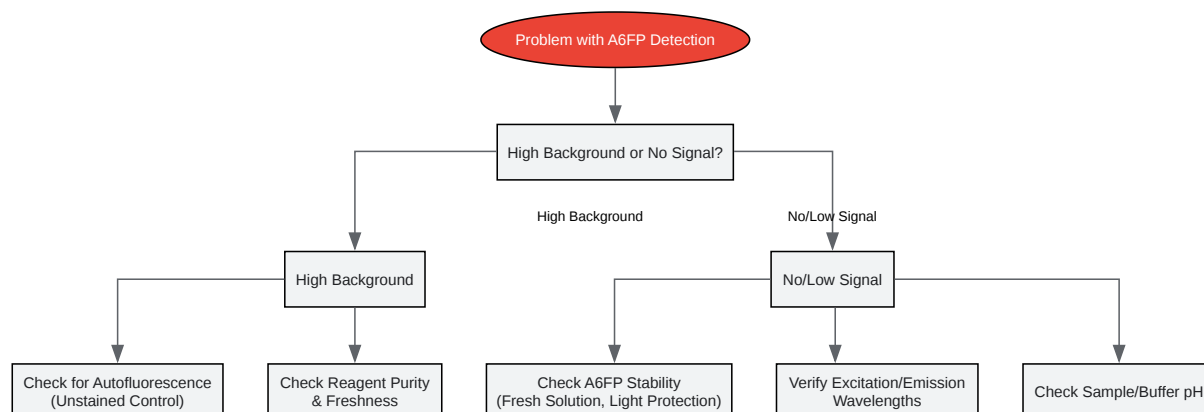 Problem with A6FP Detection
High Background or No Signal?
High Background
No/Low Signal
High Background
No/Low Signal
Check for Autofluorescence
(Unstained Control)
Check Reagent Purity
& Freshness
Check A6FP Stability
(Fresh Solution, Light Protection)
Verify Excitation/Emission
Wavelengths
Check Sample/Buffer pH